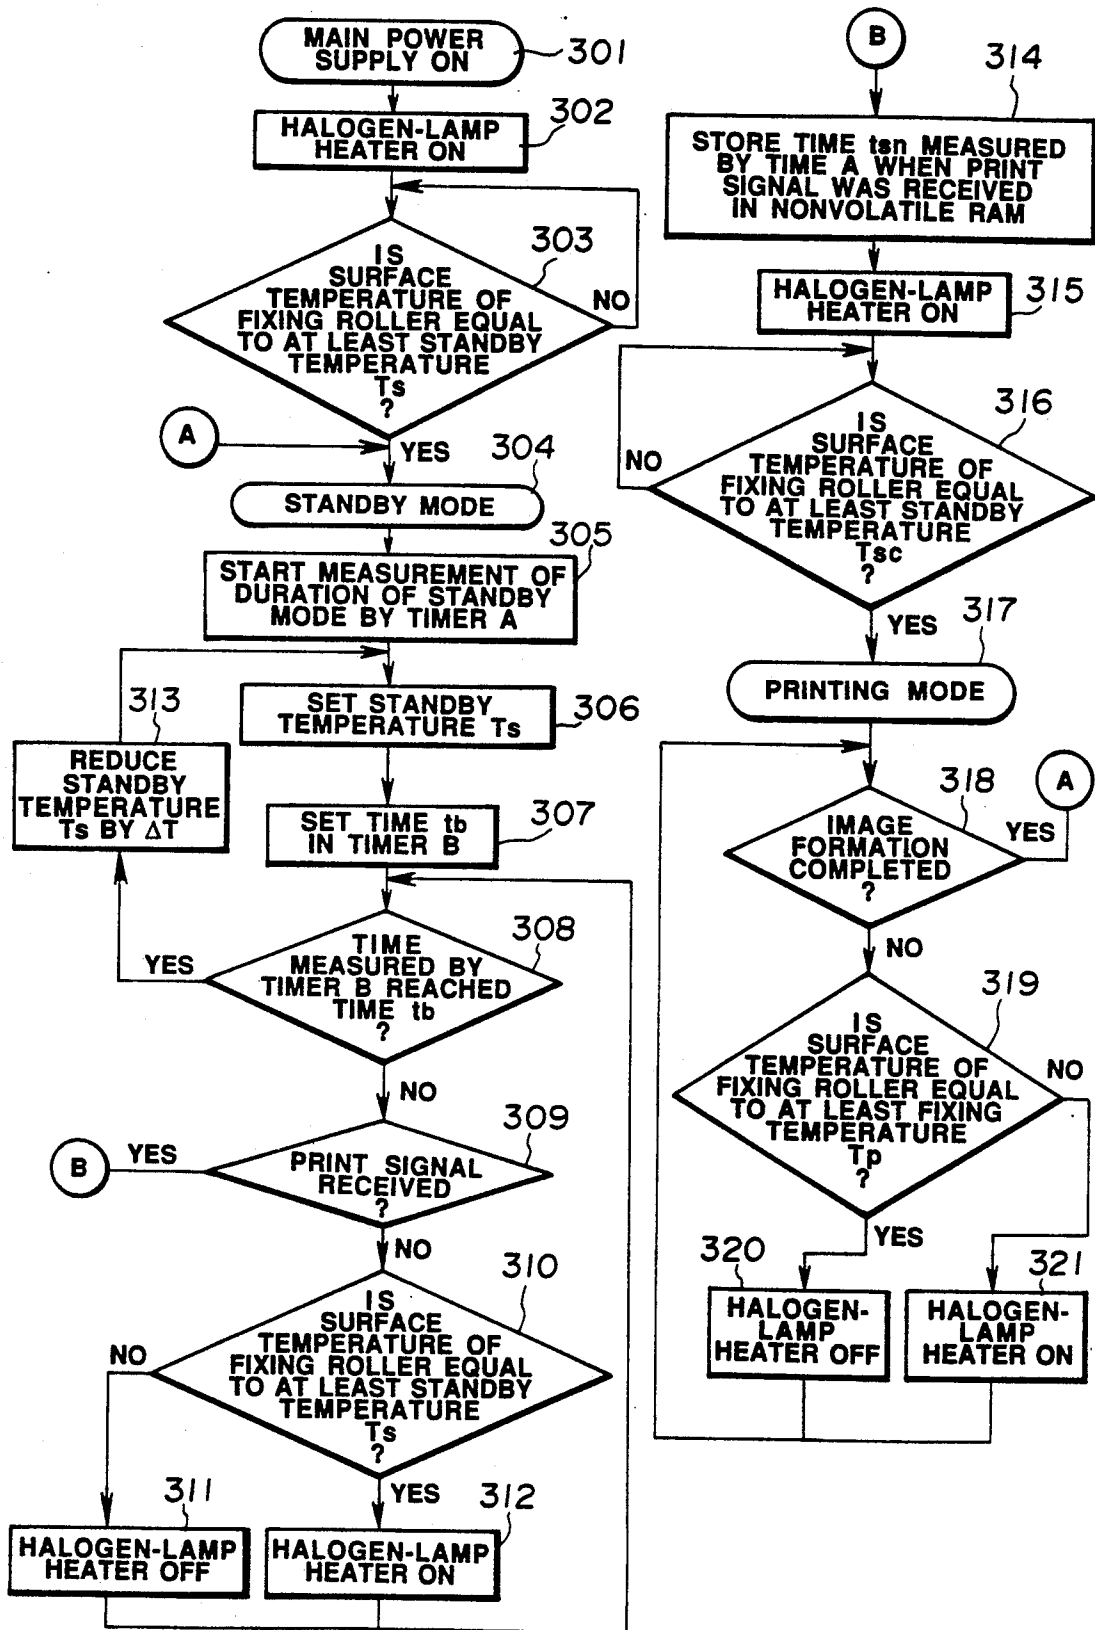 MAIN POWER
SUPPLY ON
301
HALOGEN-LAMP
HEATER ON
302
IS
SURFACE
TEMPERATURE OF
FIXING ROLLER EQUAL
TO AT LEAST STANDBY
TEMPERATURE
Ts
?
303
NO
YES
A
STANDBY MODE
304
START MEASUREMENT OF
DURATION OF STANDBY
MODE BY TIMER A
305
SET STANDBY
TEMPERATURE Ts
306
REDUCE
STANDBY
TEMPERATURE
Ts BY ΔT
313
SET TIME tb
IN TIMER B
307
TIME
MEASURED BY
TIMER B REACHED
TIME tb
?
308
YES
NO
PRINT SIGNAL
RECEIVED
?
309
YES
B
NO
IS
SURFACE
TEMPERATURE OF
FIXING ROLLER EQUAL
TO AT LEAST STANDBY
TEMPERATURE
Ts
?
310
NO
YES
HALOGEN-LAMP
HEATER OFF
311
HALOGEN-LAMP
HEATER ON
312
B
STORE TIME tsn MEASURED
BY TIME A WHEN PRINT
SIGNAL WAS RECEIVED
IN NONVOLATILE RAM
314
HALOGEN-LAMP
HEATER ON
315
IS
SURFACE
TEMPERATURE OF
FIXING ROLLER EQUAL
TO AT LEAST STANDBY
TEMPERATURE
Tsc
?
316
NO
YES
PRINTING MODE
317
IMAGE
FORMATION
COMPLETED
?
318
YES
A
NO
IS
SURFACE
TEMPERATURE OF
FIXING ROLLER EQUAL
TO AT LEAST FIXING
TEMPERATURE
Tp
?
319
NO
YES
HALOGEN-
LAMP
HEATER OFF
320
HALOGEN-
LAMP
HEATER ON
321